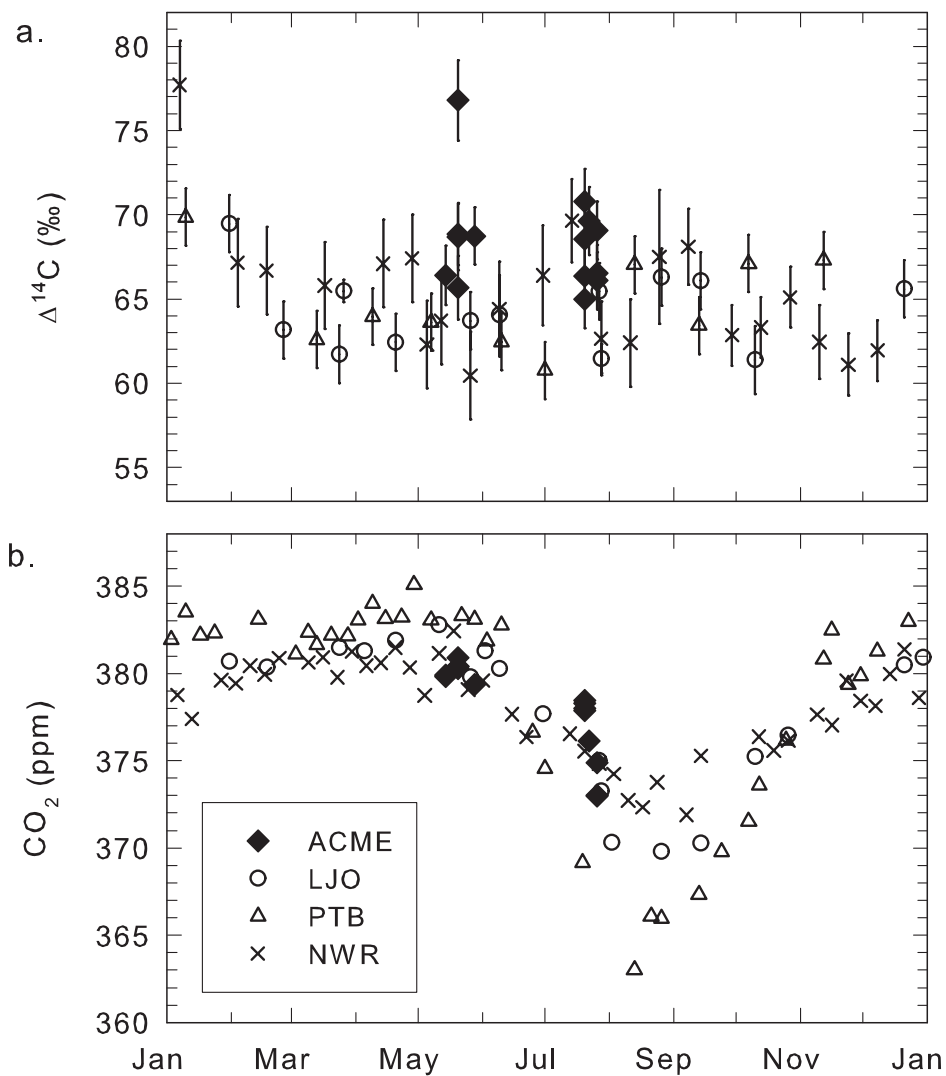 a.
80
75
70
65
60
55
Δ ¹⁴C (‰)
b.
385
380
375
370
365
360
CO₂ (ppm)
ACME
LJO
PTB
NWR
Jan Mar May Jul Sep Nov Jan